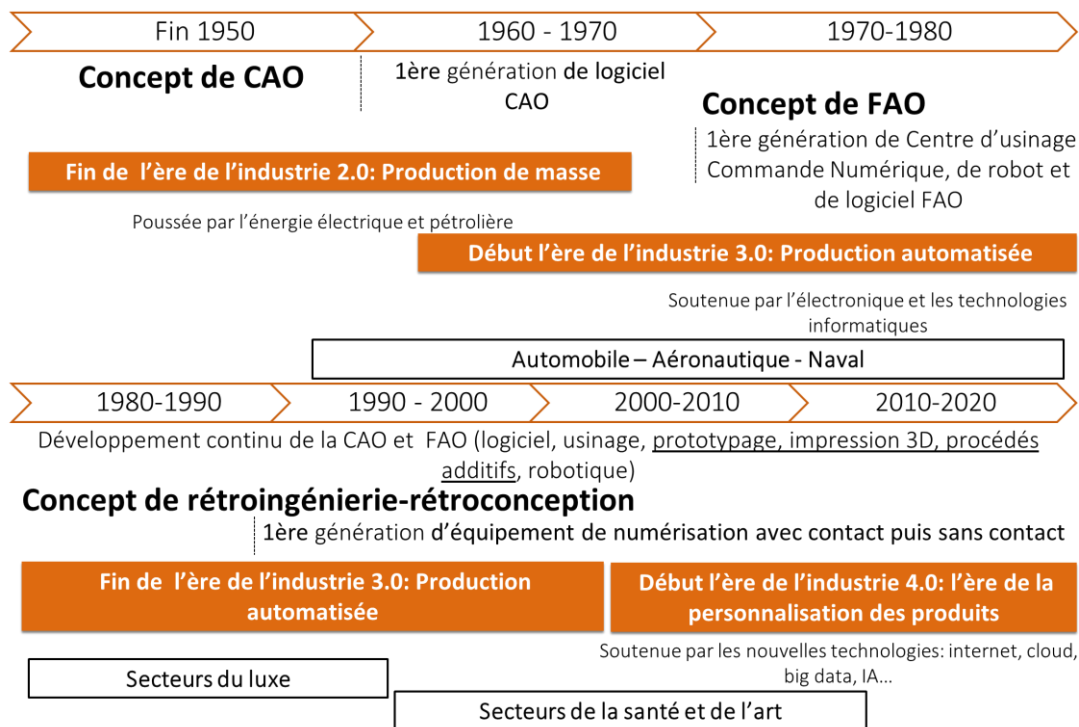 Fin 1950
1960 - 1970
1970-1980
Concept de CAO
1ère génération de logiciel
CAO
Concept de FAO
1ère génération de Centre d'usinage
Commande Numérique, de robot et
de logiciel FAO
Fin de l'ère de l'industrie 2.0: Production de masse
Poussée par l'énergie électrique et pétrolière
Début l'ère de l'industrie 3.0: Production automatisée
Soutenue par l'électronique et les technologies
informatiques
Automobile – Aéronautique - Naval
1980-1990
1990 - 2000
2000-2010
2010-2020
Développement continu de la CAO et FAO (logiciel, usinage, prototypage, impression 3D, procédés
additifs, robotique)
Concept de rétroingénierie-rétroconception
1ère génération d'équipement de numérisation avec contact puis sans contact
Fin de l'ère de l'industrie 3.0: Production
automatisée
Début l'ère de l'industrie 4.0: l'ère de la
personnalisation des produits
Soutenue par les nouvelles technologies: internet, cloud,
big data, IA...
Secteurs du luxe
Secteurs de la santé et de l'art